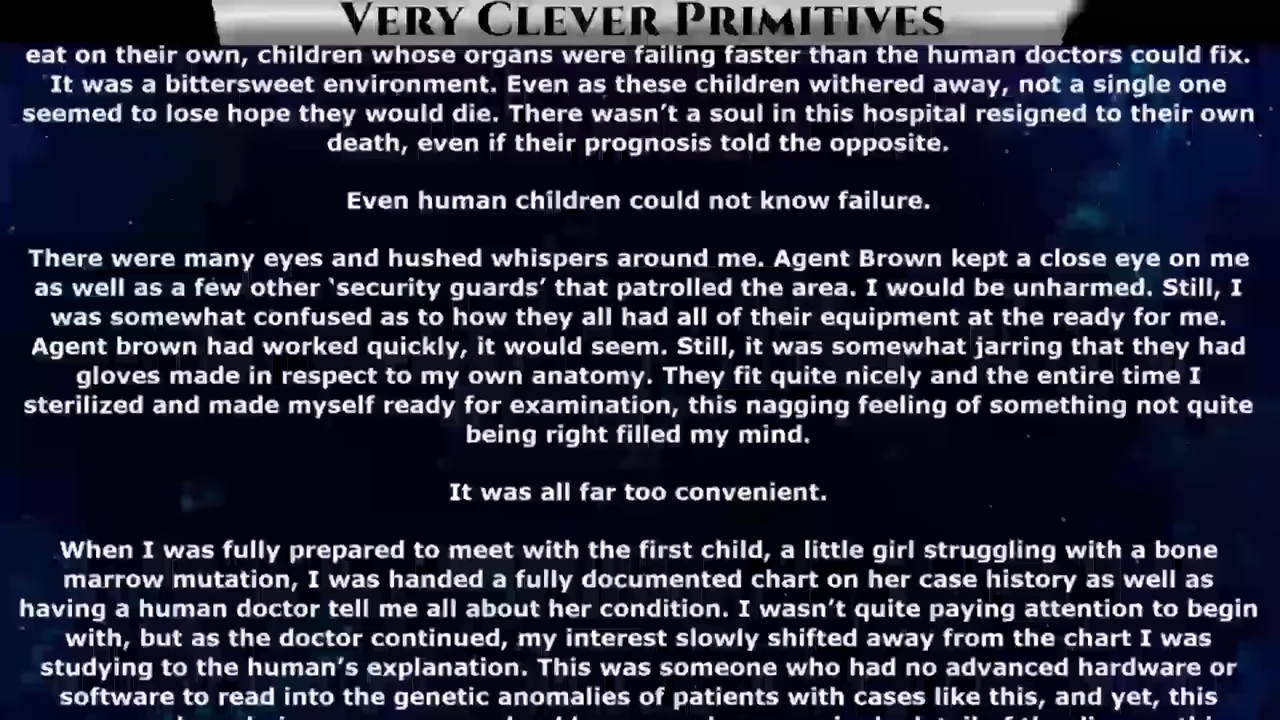 VERY CLEVER PRIMITIVES
eat on their own, children whose organs were failing faster than the human doctors could fix.
It was a bittersweet environment. Even as these children withered away, not a single one
seemed to lose hope they would die. There wasn’t a soul in this hospital resigned to their own
death, even if their prognosis told the opposite.
Even human children could not know failure.
There were many eyes and hushed whispers around me. Agent Brown kept a close eye on me
as well as a few other ‘security guards’ that patrolled the area. I would be unharmed. Still, I
was somewhat confused as to how they all had all of their equipment at the ready for me.
Agent brown had worked quickly, it would seem. Still, it was somewhat jarring that they had
gloves made in respect to my own anatomy. They fit quite nicely and the entire time I
sterilized and made myself ready for examination, this nagging feeling of something not quite
being right filled my mind.
It was all far too convenient.
When I was fully prepared to meet with the first child, a little girl struggling with a bone
marrow mutation, I was handed a fully documented chart on her case history as well as
having a human doctor tell me all about her condition. I wasn’t quite paying attention to begin
with, but as the doctor continued, my interest slowly shifted away from the chart I was
studying to the human’s explanation. This was someone who had no advanced hardware or
software to read into the genetic anomalies of patients with cases like this, and yet, this